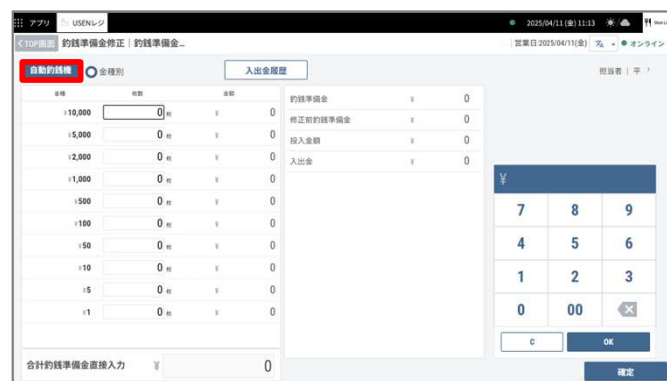 アプリ USENレジ 2025/04/11(金) 11:13
<TOP画面 釣銭準備金修正｜釣銭準備金... 営業日:2025/04/11(金) オンライン
自動釣銭機 金種別 入出金履歴 担当者｜平
金種 枚数 金額
¥10,000 0 枚 ¥ 0
¥5,000 0 枚 ¥ 0
¥2,000 0 枚 ¥ 0
¥1,000 0 枚 ¥ 0
¥500 0 枚 ¥ 0
¥100 0 枚 ¥ 0
¥50 0 枚 ¥ 0
¥10 0 枚 ¥ 0
¥5 0 枚 ¥ 0
¥1 0 枚 ¥ 0
合計釣銭準備金直接入力 ¥ 0
釣銭準備金 ¥ 0
修正前釣銭準備金 ¥ 0
投入金額 ¥ 0
入出金 ¥ 0
¥
7 8 9
4 5 6
1 2 3
0 00
C OK
確定